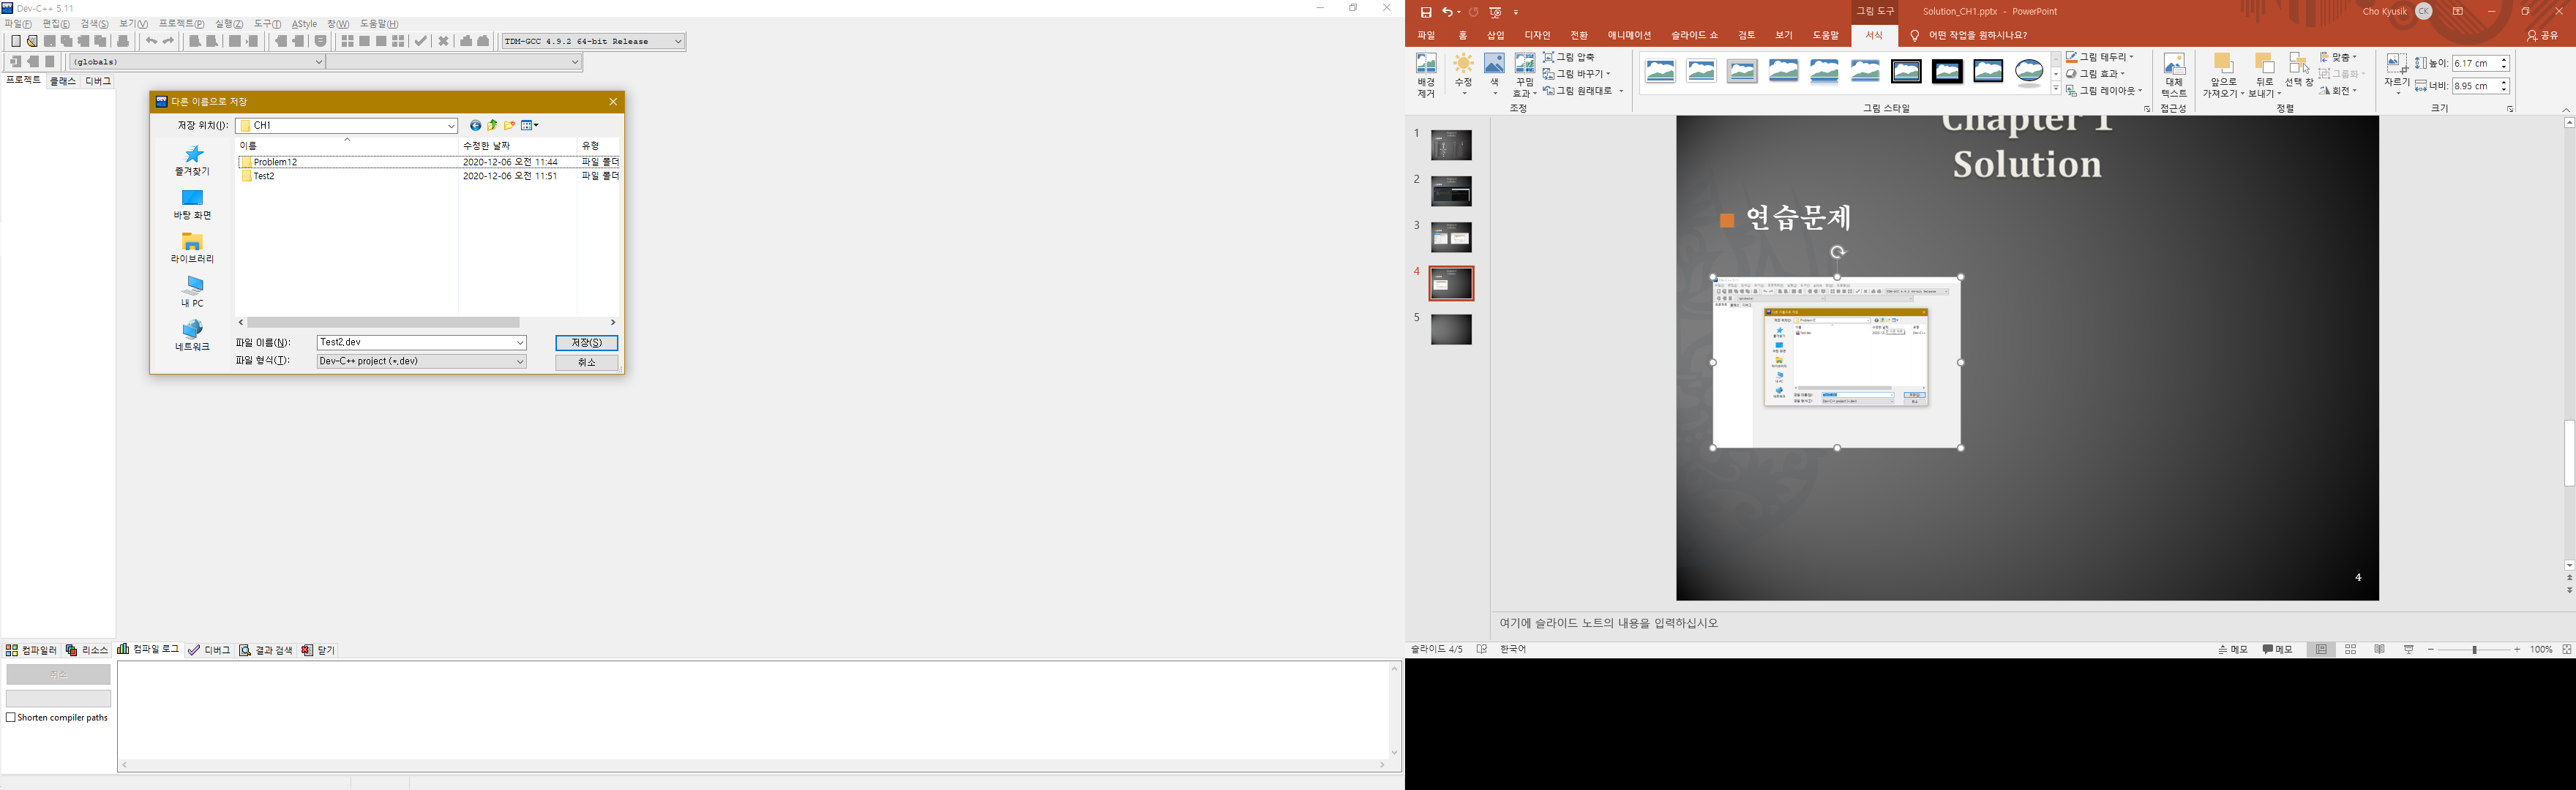 Dev-C++ 5.11
파일(F) 편집(E) 검색(S) 보기(V) 프로젝트(P) 실행(Z) 도구(T) AStyle 창(W) 도움말(H)
TDM-GCC 4.9.2 64-bit Release
(globals)
프로젝트 클래스 디버그
다른 이름으로 저장
저장 위치(I): CH1
이름 수정한 날짜 유형
Problem12 2020-12-06 오전 11:44 파일 폴더
Test2 2020-12-06 오전 11:51 파일 폴더
즐겨찾기
바탕 화면
라이브러리
내 PC
네트워크
파일 이름(N): Test2.dev 저장(S)
파일 형식(T): Dev-C++ project (*.dev) 취소
컴파일러 리소스 컴파일 로그 디버그 결과 검색 닫기
취소
Shorten compiler paths
그림 도구 Solution_CH1.pptx - PowerPoint Cho Kyusik CK
파일 홈 삽입 디자인 전환 애니메이션 슬라이드 쇼 검토 보기 도움말 서식 어떤 작업을 원하시나요? 공유
배경 제거 수정 색 꾸밈 효과 그림 압축
그림 바꾸기
그림 원래대로
조정
그림 스타일
그림 테두리
그림 효과
그림 레이아웃
대체 텍스트
접근성
앞으로 가져오기 뒤로 보내기 선택 창 맞춤
그룹화
회전
정렬
자르기 높이: 6.17 cm
너비: 8.95 cm
크기
1
2
3
4
5
Chapter 1
Solution
연습문제
4
여기에 슬라이드 노트의 내용을 입력하십시오
슬라이드 4/5 한국어 메모 메모 100%